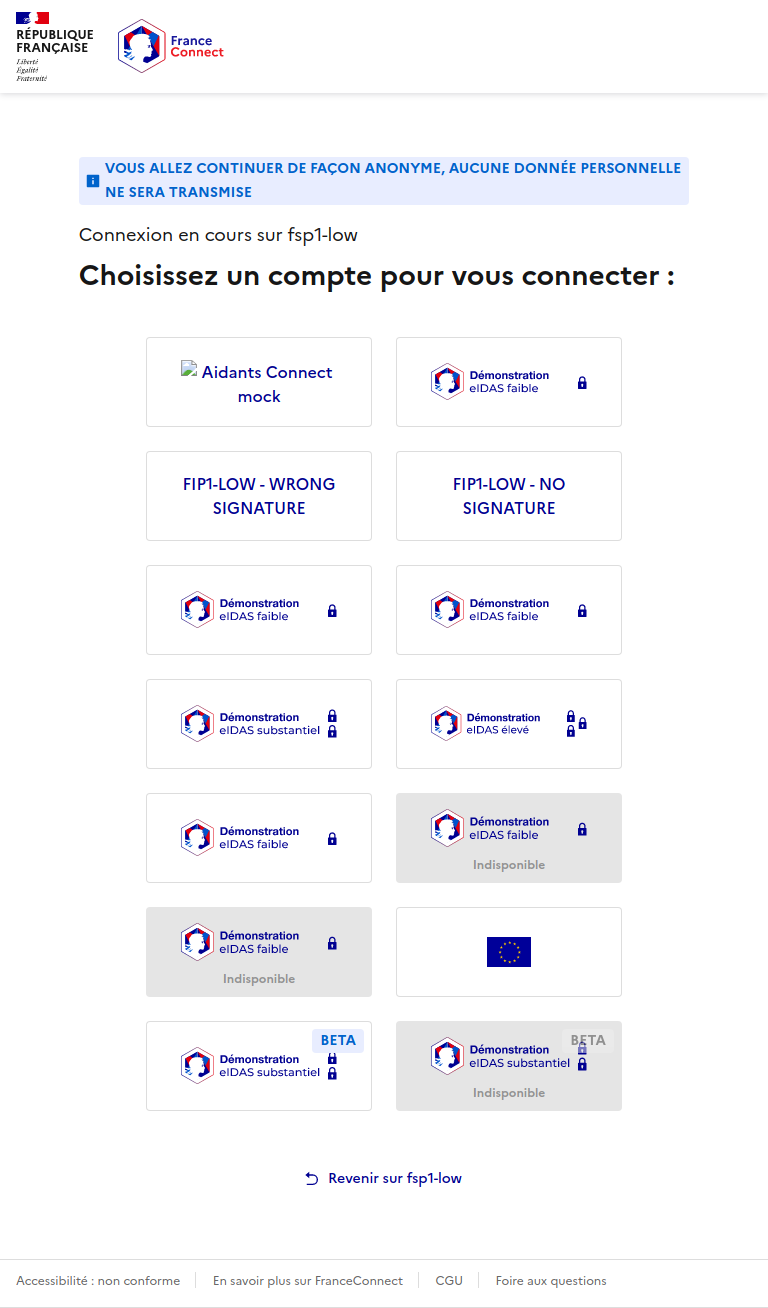 RÉPUBLIQUE
FRANÇAISE
Liberté
Égalité
Fraternité
France
Connect
VOUS ALLEZ CONTINUER DE FAÇON ANONYME, AUCUNE DONNÉE PERSONNELLE
NE SERA TRANSMISE
Connexion en cours sur fsp1-low
Choisissez un compte pour vous connecter :
Aidants Connect
mock
Démonstration
eIDAS faible
FIP1-LOW - WRONG
SIGNATURE
FIP1-LOW - NO
SIGNATURE
Démonstration
eIDAS faible
Démonstration
eIDAS faible
Démonstration
eIDAS substantiel
Démonstration
eIDAS élevé
Démonstration
eIDAS faible
Démonstration
eIDAS faible
Indisponible
Démonstration
eIDAS faible
Indisponible
BETA
Démonstration
eIDAS substantiel
BETA
Démonstration
eIDAS substantiel
Indisponible
Revenir sur fsp1-low
Accessibilité : non conforme
En savoir plus sur FranceConnect
CGU
Foire aux questions